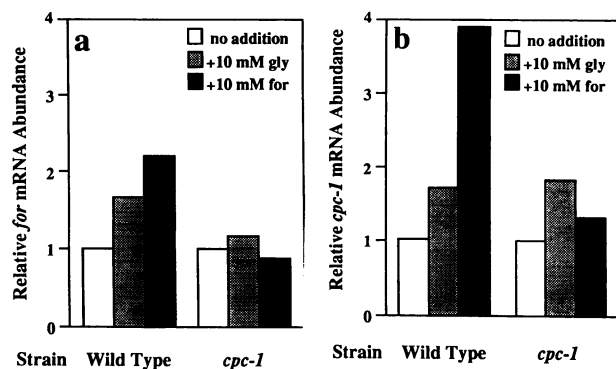 a
no addition
+10 mM gly
+10 mM for
Relative for mRNA Abundance
4
3
2
1
0
Strain Wild Type cpc-1
b
no addition
+10 mM gly
+10 mM for
Relative cpc-1 mRNA Abundance
4
3
2
1
0
Strain Wild Type cpc-1